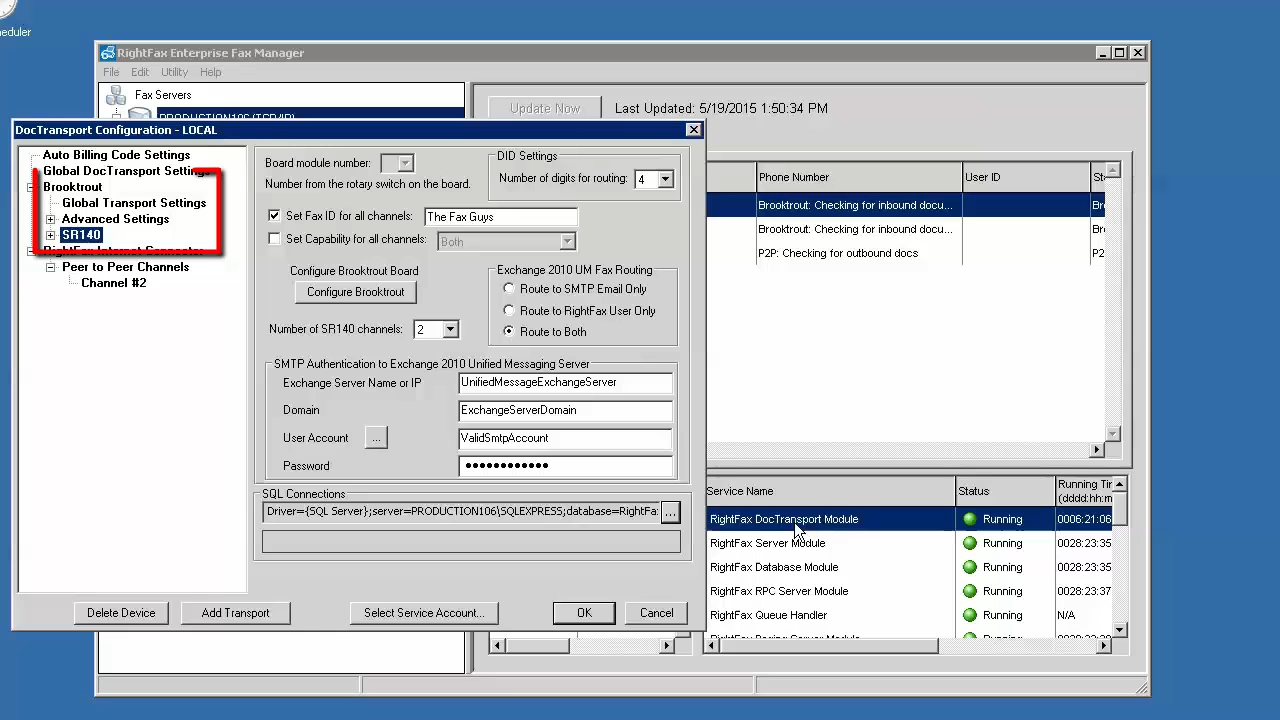 heduler
RightFax Enterprise Fax Manager
File Edit Utility Help
Fax Servers
Update Now
Last Updated: 5/19/2015 1:50:34 PM
PRODUCTION106 (TCP/IP)
DocTransport Configuration - LOCAL
Auto Billing Code Settings
Global DocTransport Settings
Brooktrout
Global Transport Settings
Advanced Settings
SR140
RightFax Internet Connector
Peer to Peer Channels
Channel #2
Board module number:
Number from the rotary switch on the board.
DID Settings
Number of digits for routing: 4
Set Fax ID for all channels: The Fax Guys
Set Capability for all channels: Both
Configure Brooktrout Board
Configure Brooktrout
Number of SR140 channels: 2
Exchange 2010 UM Fax Routing
Route to SMTP Email Only
Route to RightFax User Only
Route to Both
SMTP Authentication to Exchange 2010 Unified Messaging Server
Exchange Server Name or IP UnifiedMessageExchangeServer
Domain ExchangeServerDomain
User Account ... ValidSmtpAccount
Password ●●●●●●●●●●●●
SQL Connections
Driver={SQL Server};server=PRODUCTION106\SQLEXPRESS;database=RightFa: ...
Delete Device Add Transport Select Service Account... OK Cancel
Phone Number User ID
Brooktrout: Checking for inbound docu... Br
Brooktrout: Checking for inbound docu... Br
P2P: Checking for outbound docs P2
Service Name Status Running Tir
(dddd:hh:m
RightFax DocTransport Module Running 0006:21:06
RightFax Server Module Running 0028:23:35
RightFax Database Module Running 0028:23:35
RightFax RPC Server Module Running 0028:23:37
RightFax Queue Handler Running N/A